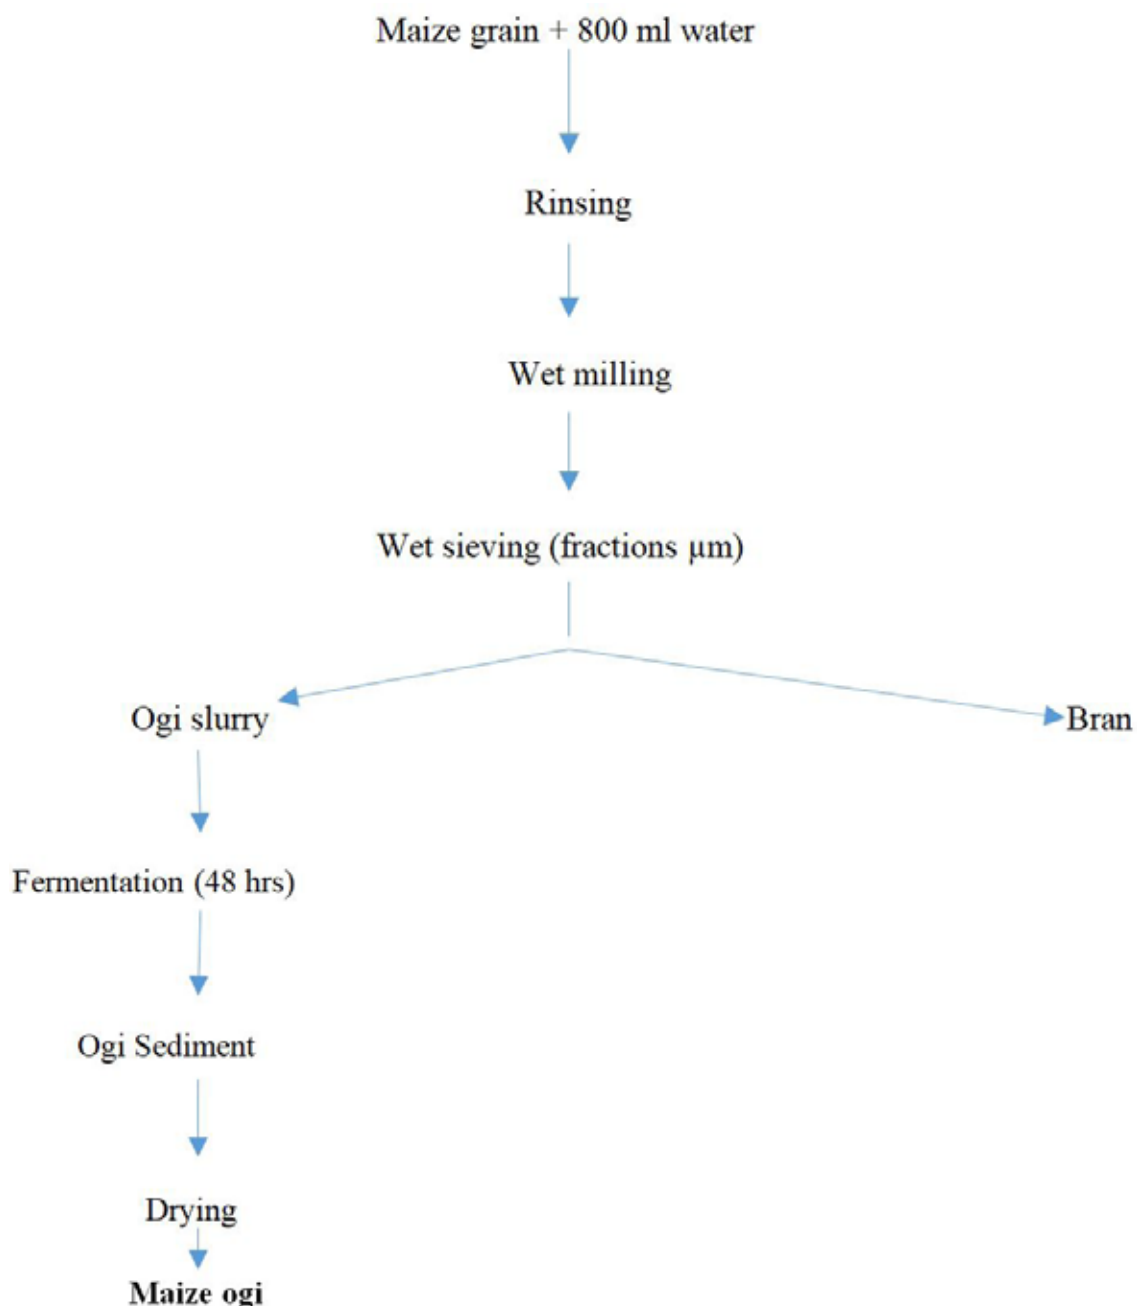 Maize grain + 800 ml water
Rinsing
Wet milling
Wet sieving (fractions µm)
Ogi slurry
Bran
Fermentation (48 hrs)
Ogi Sediment
Drying
Maize ogi